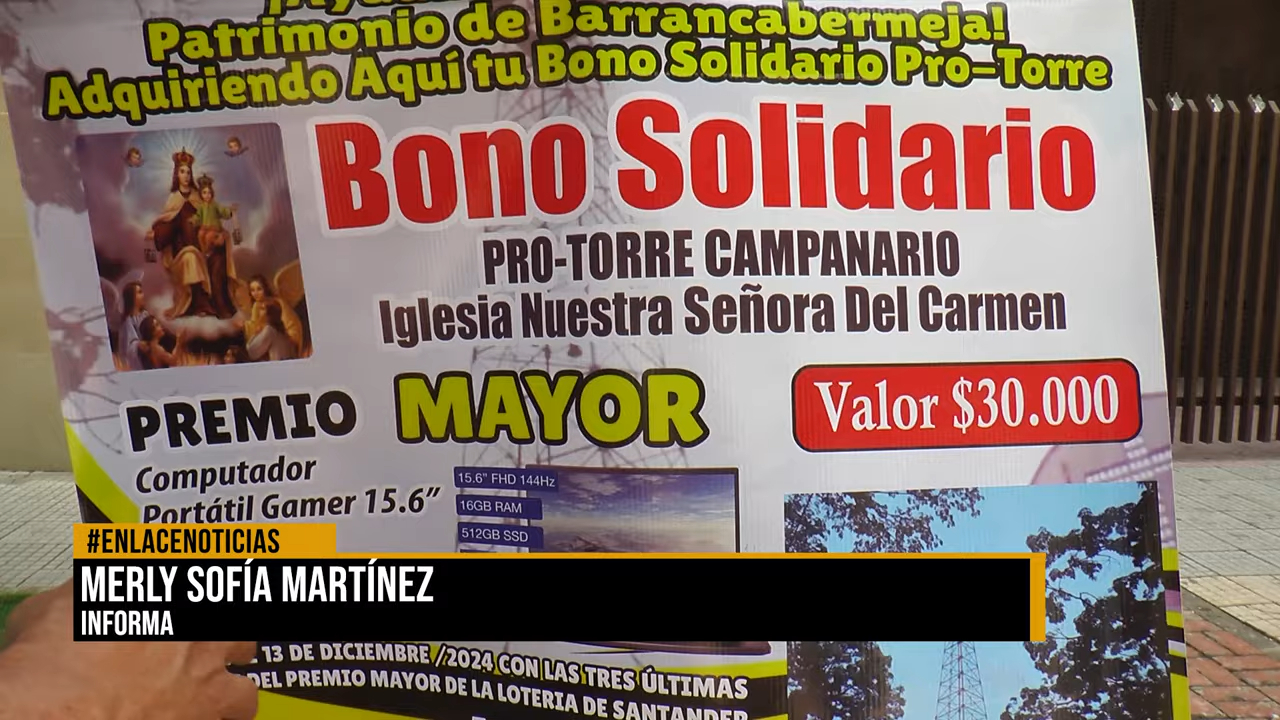 Patrimonio de Barrancabermeja!
Adquiriendo Aquí tu Bono Solidario Pro-Torre
Bono Solidario
PRO-TORRE CAMPANARIO
Iglesia Nuestra Señora Del Carmen
PREMIO MAYOR
Valor $30.000
Computador
Portátil Gamer 15.6”
15.6" FHD 144Hz
16GB RAM
512GB SSD
#ENLACENOTICIAS
MERLY SOFÍA MARTÍNEZ
INFORMA
13 DE DICIEMBRE /2024 CON LAS TRES ÚLTIMAS
DEL PREMIO MAYOR DE LA LOTERIA DE SANTANDER